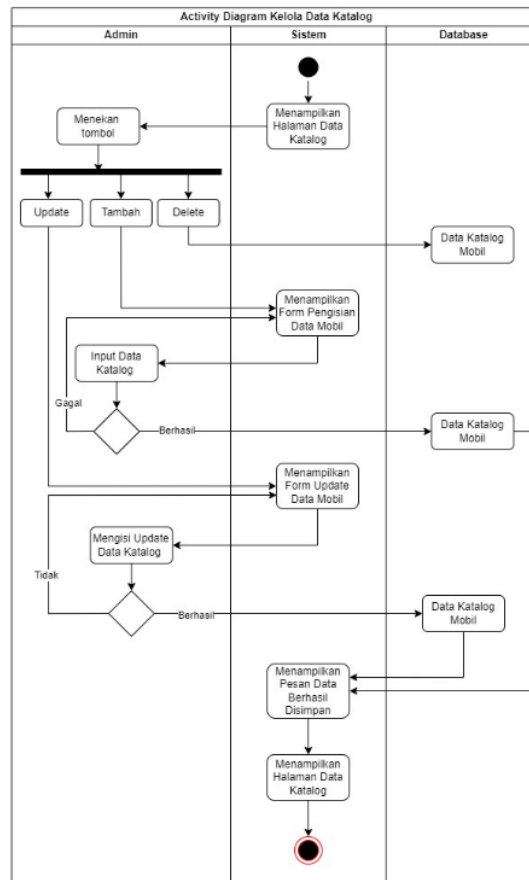 Activity Diagram Kelola Data Katalog
Admin
Sistem
Database
Menampilkan
Halaman Data
Katalog
Menekan
tombol
Update
Tambah
Delete
Data Katalog
Mobil
Menampilkan
Form Pengisian
Data Mobil
Input Data
Katalog
Gagal
Berhasil
Data Katalog
Mobil
Menampilkan
Form Update
Data Mobil
Mengisi Update
Data Katalog
Tidak
Berhasil
Data Katalog
Mobil
Menampilkan
Pesan Data
Berhasil
Disimpan
Menampilkan
Halaman Data
Katalog